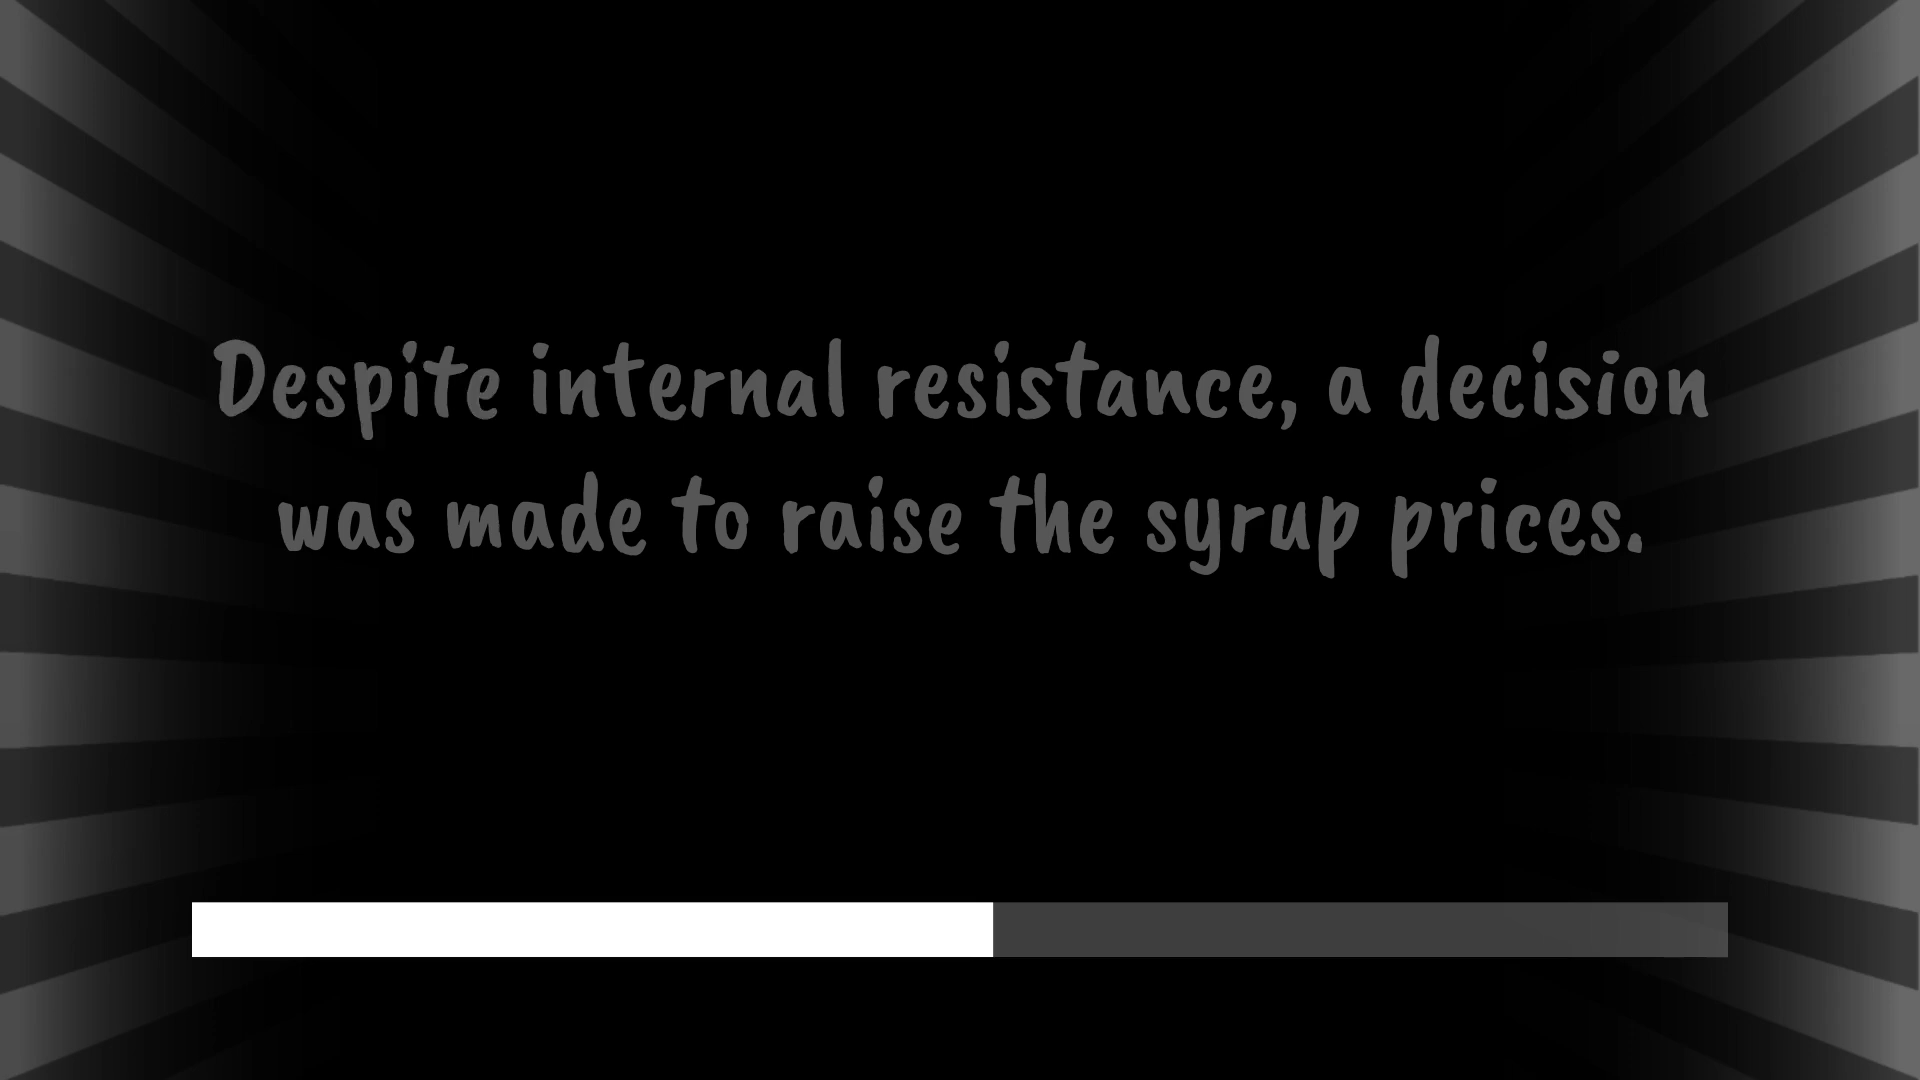 Despite internal resistance, a decision
was made to raise the syrup prices.